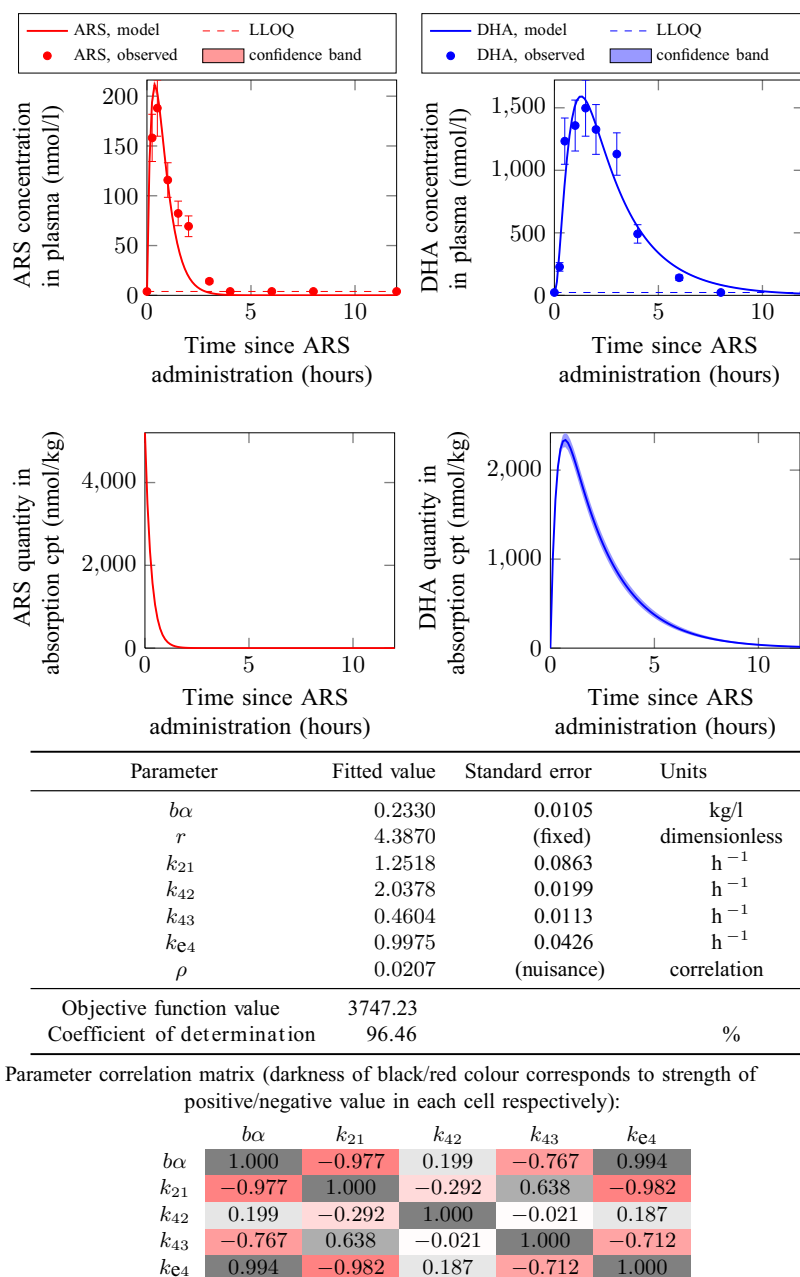 ARS, model LLOQ
ARS, observed confidence band
DHA, model LLOQ
DHA, observed confidence band
ARS concentration
in plasma (nmol/l)
200
150
100
50
0
0 5 10
Time since ARS
administration (hours)
DHA concentration
in plasma (nmol/l)
1,500
1,000
500
0
0 5 10
Time since ARS
administration (hours)
ARS quantity in
absorption cpt (nmol/kg)
4,000
2,000
0
0 5 10
Time since ARS
administration (hours)
DHA quantity in
absorption cpt (nmol/kg)
2,000
1,000
0
0 5 10
Time since ARS
administration (hours)
Parameter Fitted value Standard error Units
bα 0.2330 0.0105 kg/l
r 4.3870 (fixed) dimensionless
k₂₁ 1.2518 0.0863 h⁻¹
k₄₂ 2.0378 0.0199 h⁻¹
k₄₃ 0.4604 0.0113 h⁻¹
kₑ₄ 0.9975 0.0426 h⁻¹
ρ 0.0207 (nuisance) correlation
Objective function value 3747.23
Coefficient of determination 96.46 %
Parameter correlation matrix (darkness of black/red colour corresponds to strength of
positive/negative value in each cell respectively):
bα k₂₁ k₄₂ k₄₃ kₑ₄
bα 1.000 −0.977 0.199 −0.767 0.994
k₂₁ −0.977 1.000 −0.292 0.638 −0.982
k₄₂ 0.199 −0.292 1.000 −0.021 0.187
k₄₃ −0.767 0.638 −0.021 1.000 −0.712
kₑ₄ 0.994 −0.982 0.187 −0.712 1.000